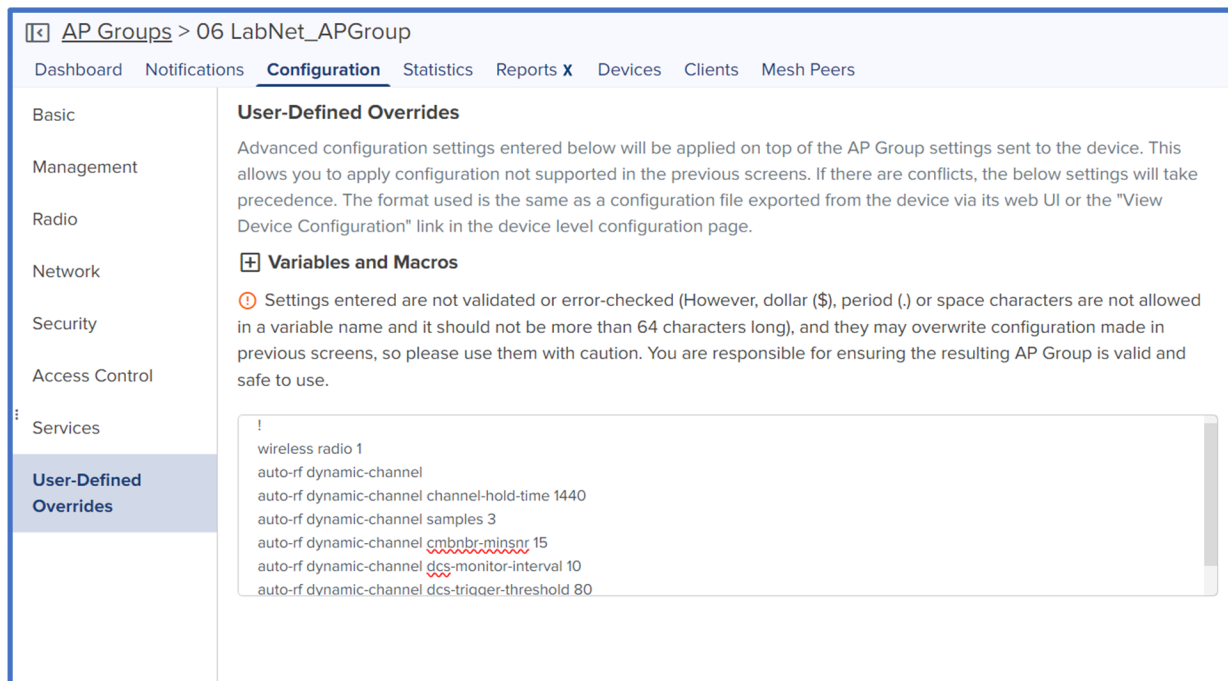 AP Groups > 06 LabNet_APGroup
Dashboard Notifications Configuration Statistics Reports X Devices Clients Mesh Peers
Basic
Management
Radio
Network
Security
Access Control
Services
User-Defined
Overrides
User-Defined Overrides
Advanced configuration settings entered below will be applied on top of the AP Group settings sent to the device. This
allows you to apply configuration not supported in the previous screens. If there are conflicts, the below settings will take
precedence. The format used is the same as a configuration file exported from the device via its web UI or the "View
Device Configuration" link in the device level configuration page.
Variables and Macros
Settings entered are not validated or error-checked (However, dollar ($), period (.) or space characters are not allowed
in a variable name and it should not be more than 64 characters long), and they may overwrite configuration made in
previous screens, so please use them with caution. You are responsible for ensuring the resulting AP Group is valid and
safe to use.
!
wireless radio 1
auto-rf dynamic-channel
auto-rf dynamic-channel channel-hold-time 1440
auto-rf dynamic-channel samples 3
auto-rf dynamic-channel cmbnbr-minsnr 15
auto-rf dynamic-channel dcs-monitor-interval 10
auto-rf dynamic-channel dcs-trigger-threshold 80